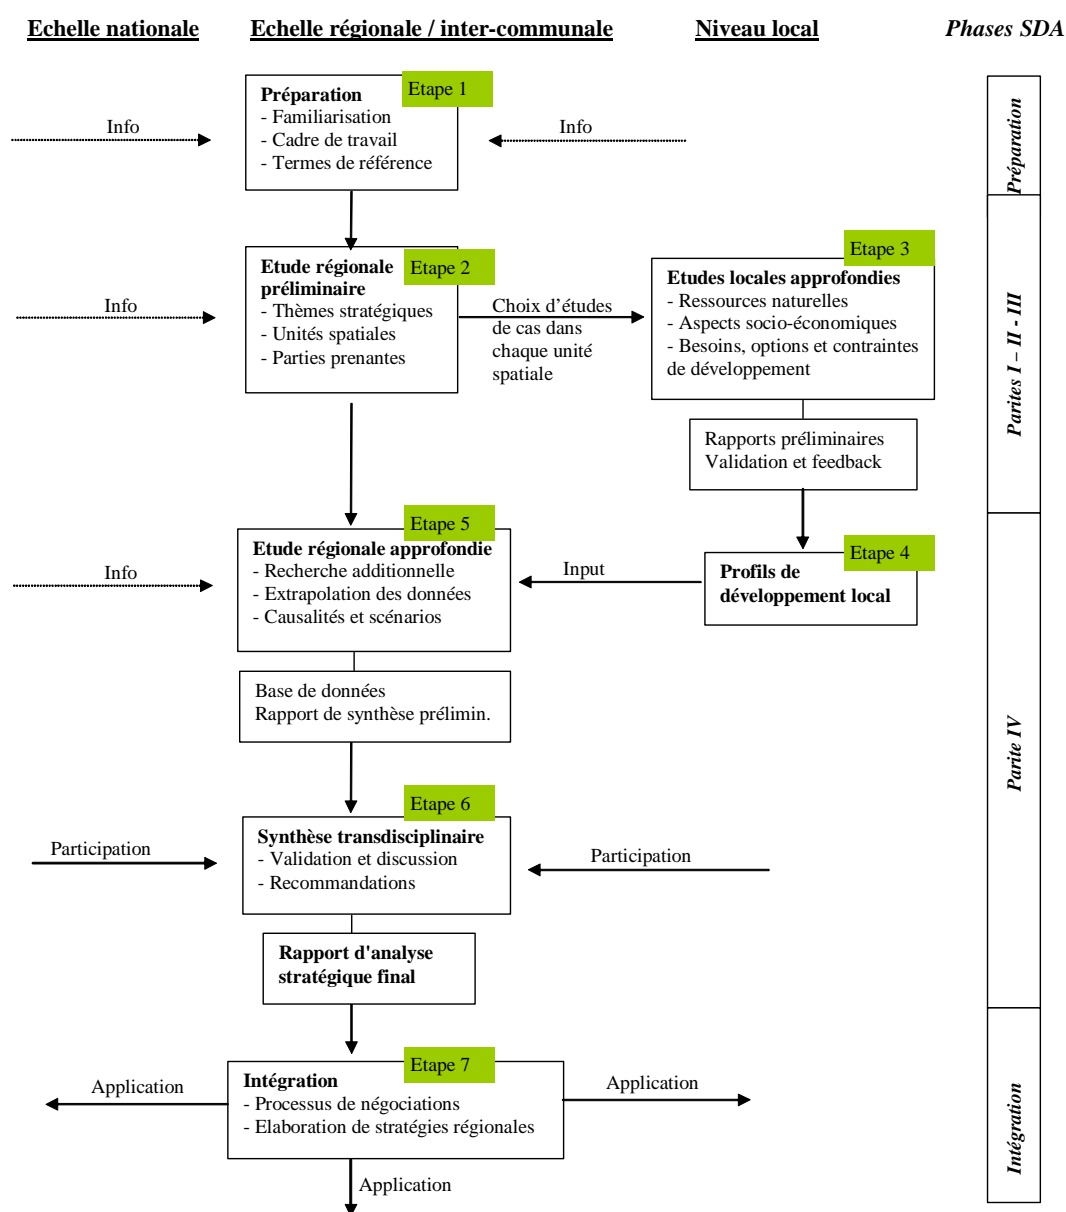 Echelle nationale
Echelle régionale / inter-communale
Niveau local
Phases SDA
Etape 1
Préparation
- Familiarisation
- Cadre de travail
- Termes de référence
Info
Info
Préparation
Etape 2
Etude régionale
préliminaire
- Thèmes stratégiques
- Unités spatiales
- Parties prenantes
Info
Choix d’études
de cas dans
chaque unité
spatiale
Etape 3
Etudes locales approfondies
- Ressources naturelles
- Aspects socio-économiques
- Besoins, options et contraintes
de développement
Rapports préliminaires
Validation et feedback
Parites I – II - III
Etape 5
Etude régionale approfondie
- Recherche additionnelle
- Extrapolation des données
- Causalités et scénarios
Info
Input
Etape 4
Profils de
développement local
Base de données
Rapport de synthèse prélimin.
Parite IV
Etape 6
Synthèse transdisciplinaire
- Validation et discussion
- Recommandations
Participation
Participation
Rapport d'analyse
stratégique final
Etape 7
Intégration
- Processus de négociations
- Elaboration de stratégies régionales
Application
Application
Application
Intégration